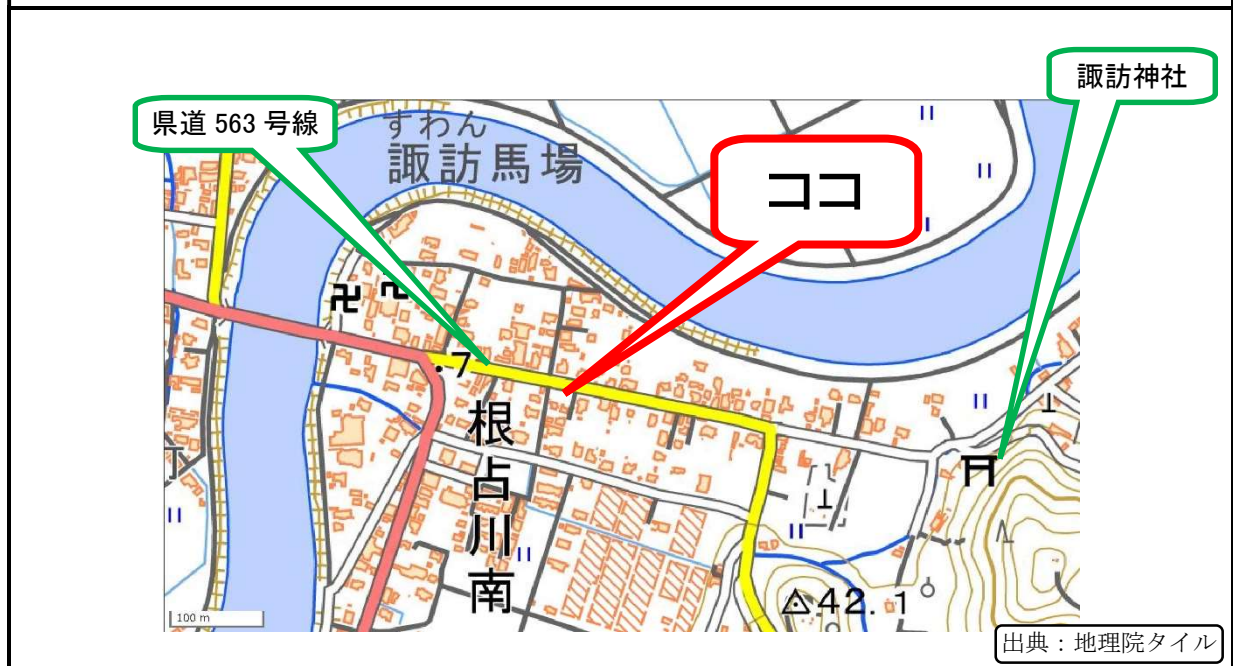 諏訪神社
県道 563 号線
すわん
諏訪馬場
ココ
.7
根占川南
42.1
100 m
出典：地理院タイル